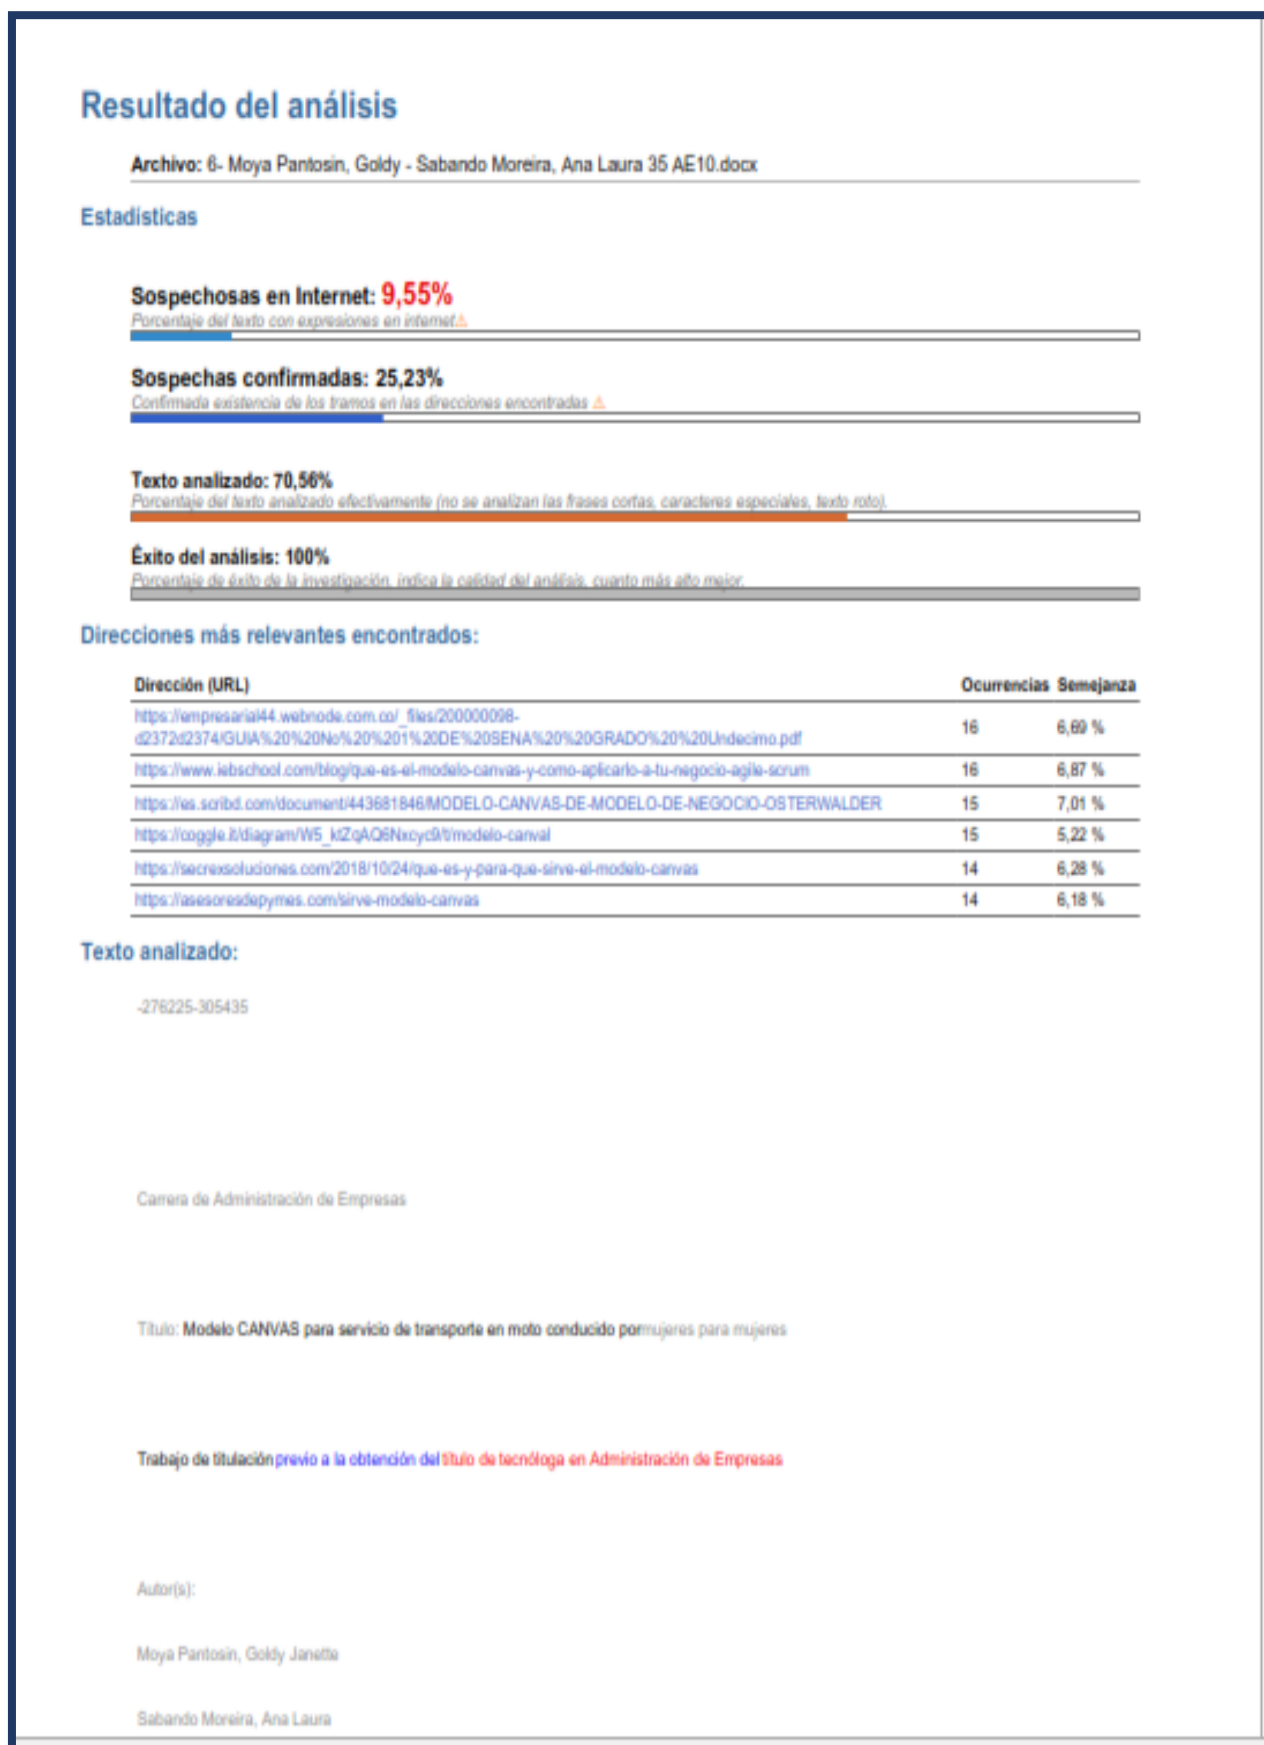 Resultado del análisis
Archivo: 6- Moya Pantosin, Goldy - Sabando Moreira, Ana Laura 35 AE10.docx
Estadísticas
Sospechosas en Internet: 9,55%
Porcentaje del texto con expresiones en internet⚠
Sospechas confirmadas: 25,23%
Confirmada existencia de los tramos en las direcciones encontradas ⚠
Texto analizado: 70,56%
Porcentaje del texto analizado efectivamente (no se analizan las frases cortas, caracteres especiales, texto roto).
Éxito del análisis: 100%
Porcentaje de éxito de la investigación, indica la calidad del análisis, cuanto más alto mejor.
Direcciones más relevantes encontrados:
Dirección (URL) Ocurrencias Semejanza
https://empresarial44.webnode.com.co/_files/200000098-
d2372d2374/GUIA%20%20No%20%201%20DE%20SENA%20%20GRADO%20%20Undecimo.pdf 16 6,69 %
https://www.iebschool.com/blog/que-es-el-modelo-canvas-y-como-aplicarlo-a-tu-negocio-agile-scrum 16 6,87 %
https://es.scribd.com/document/443681846/MODELO-CANVAS-DE-MODELO-DE-NEGOCIO-OSTERWALDER 15 7,01 %
https://coggle.it/diagram/W5_ktZqAQ6Nxcyc9/t/modelo-canval 15 5,22 %
https://secrexsoluciones.com/2018/10/24/que-es-y-para-que-sirve-el-modelo-canvas 14 6,28 %
https://asesoresdepymes.com/sirve-modelo-canvas 14 6,18 %
Texto analizado:
-276225-305435
Carrera de Administración de Empresas
Título: Modelo CANVAS para servicio de transporte en moto conducido pormujeres para mujeres
Trabajo de titulación previo a la obtención del título de tecnóloga en Administración de Empresas
Autor(s):
Moya Pantosin, Goldy Janette
Sabando Moreira, Ana Laura